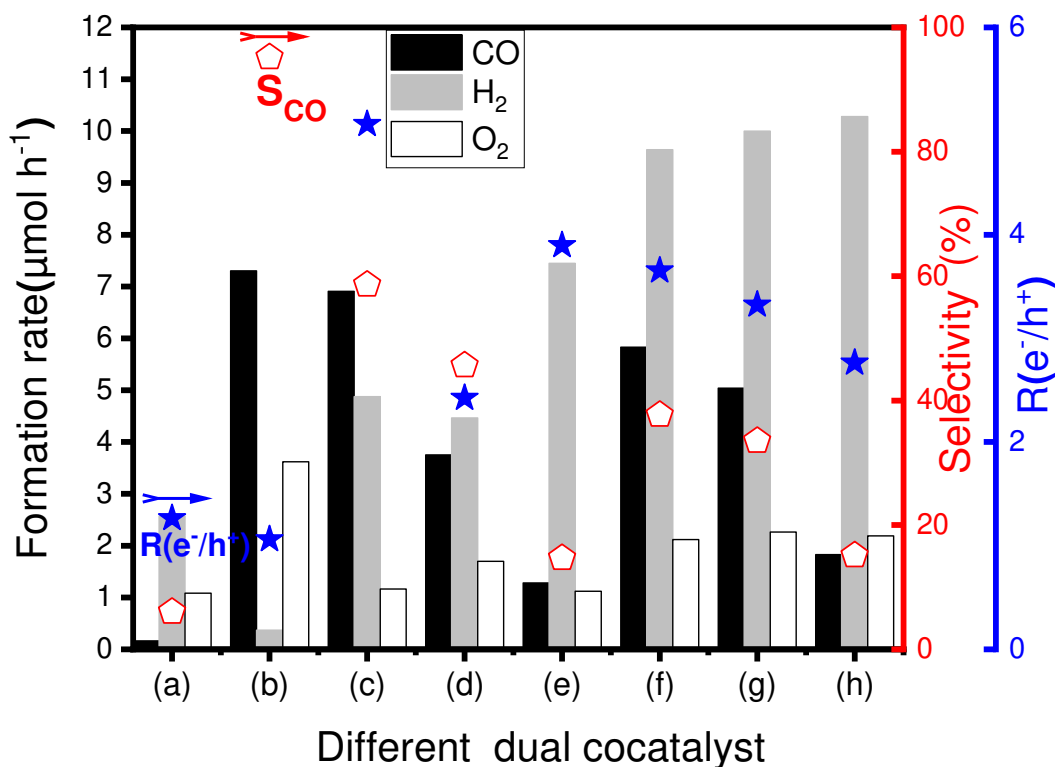 Formation rate(µmol h⁻¹)
12
11
10
9
8
7
6
5
4
3
2
1
0
S_CO
R(e⁻/h⁺)
CO
H₂
O₂
100
80
60
40
20
0
Selectivity (%)
6
4
2
0
R(e⁻/h⁺)
(a) (b) (c) (d) (e) (f) (g) (h)
Different dual cocatalyst